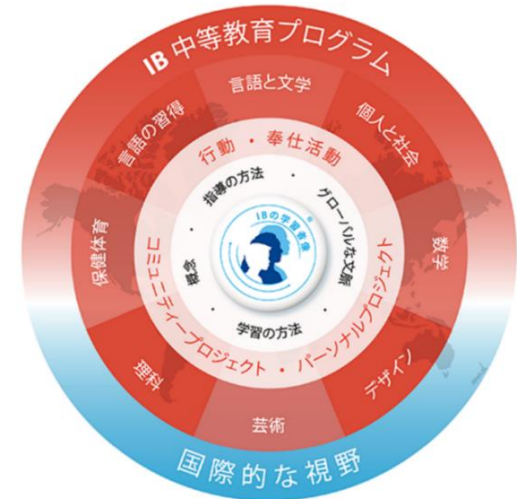 IB 中等教育プログラム
言語と文学
個人と社会
数学
デザイン
芸術
理科
保健体育
言語の習得
行動・奉仕活動
パーソナルプロジェクト
コミュニティープロジェクト
指導の方法
グローバルな文脈
学習の方法
概念
IBの学習者像
®
国際的な視野